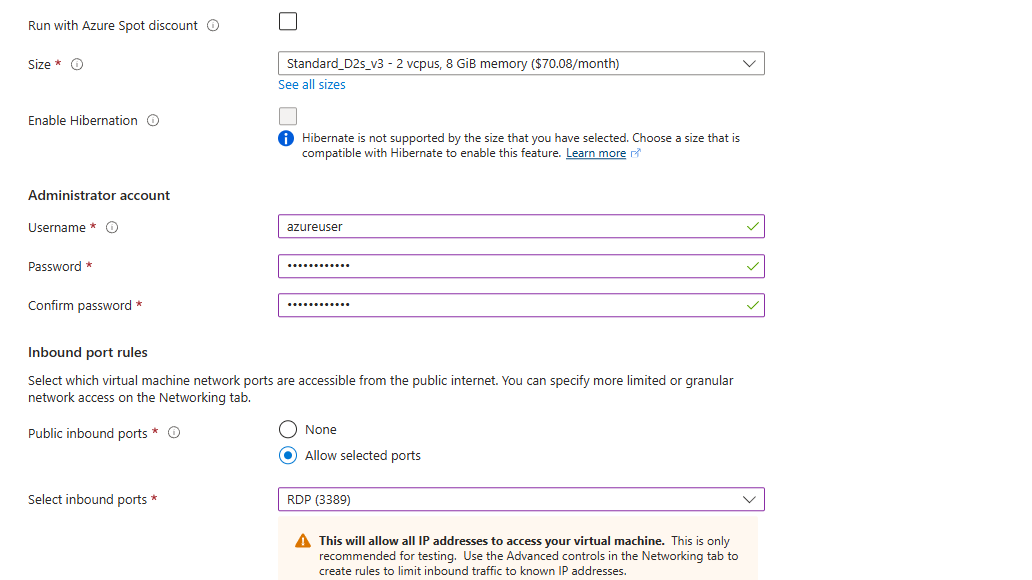 Run with Azure Spot discount
Size *
Standard_D2s_v3 - 2 vcpus, 8 GiB memory ($70.08/month)
See all sizes
Enable Hibernation
Hibernate is not supported by the size that you have selected. Choose a size that is
compatible with Hibernate to enable this feature. Learn more
Administrator account
Username *
azureuser
Password *
••••••••••••
Confirm password *
••••••••••••
Inbound port rules
Select which virtual machine network ports are accessible from the public internet. You can specify more limited or granular
network access on the Networking tab.
Public inbound ports *
None
Allow selected ports
Select inbound ports *
RDP (3389)
This will allow all IP addresses to access your virtual machine. This is only
recommended for testing. Use the Advanced controls in the Networking tab to
create rules to limit inbound traffic to known IP addresses.